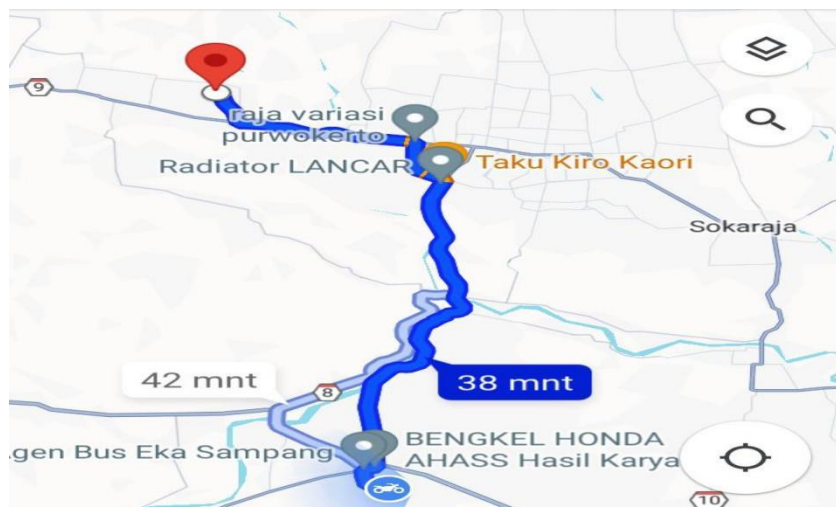 9
raja variasi
purwokerto
Radiator LANCAR
Taku Kiro Kaori
Sokaraja
42 mnt
8
38 mnt
gen Bus Eka Sampang
BENGKEL HONDA
AHASS Hasil Karya
10